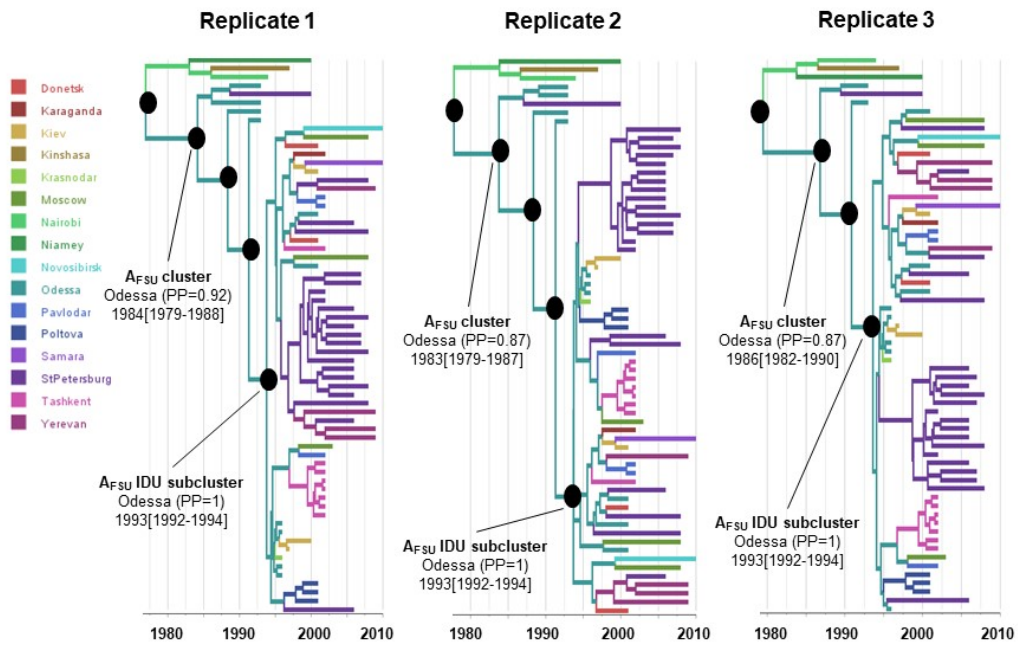 Replicate 1
Replicate 2
Replicate 3
Donetsk
Karaganda
Kiev
Kinshasa
Krasnodar
Moscow
Nairobi
Niamey
Novosibirsk
Odessa
Pavlodar
Poltova
Samara
StPetersburg
Tashkent
Yerevan
AFSU cluster
Odessa (PP=0.92)
1984[1979-1988]
AFSU IDU subcluster
Odessa (PP=1)
1993[1992-1994]
AFSU cluster
Odessa (PP=0.87)
1983[1979-1987]
AFSU IDU subcluster
Odessa (PP=1)
1993[1992-1994]
AFSU cluster
Odessa (PP=0.87)
1986[1982-1990]
AFSU IDU subcluster
Odessa (PP=1)
1993[1992-1994]
1980 1990 2000 2010
1980 1990 2000 2010
1980 1990 2000 2010